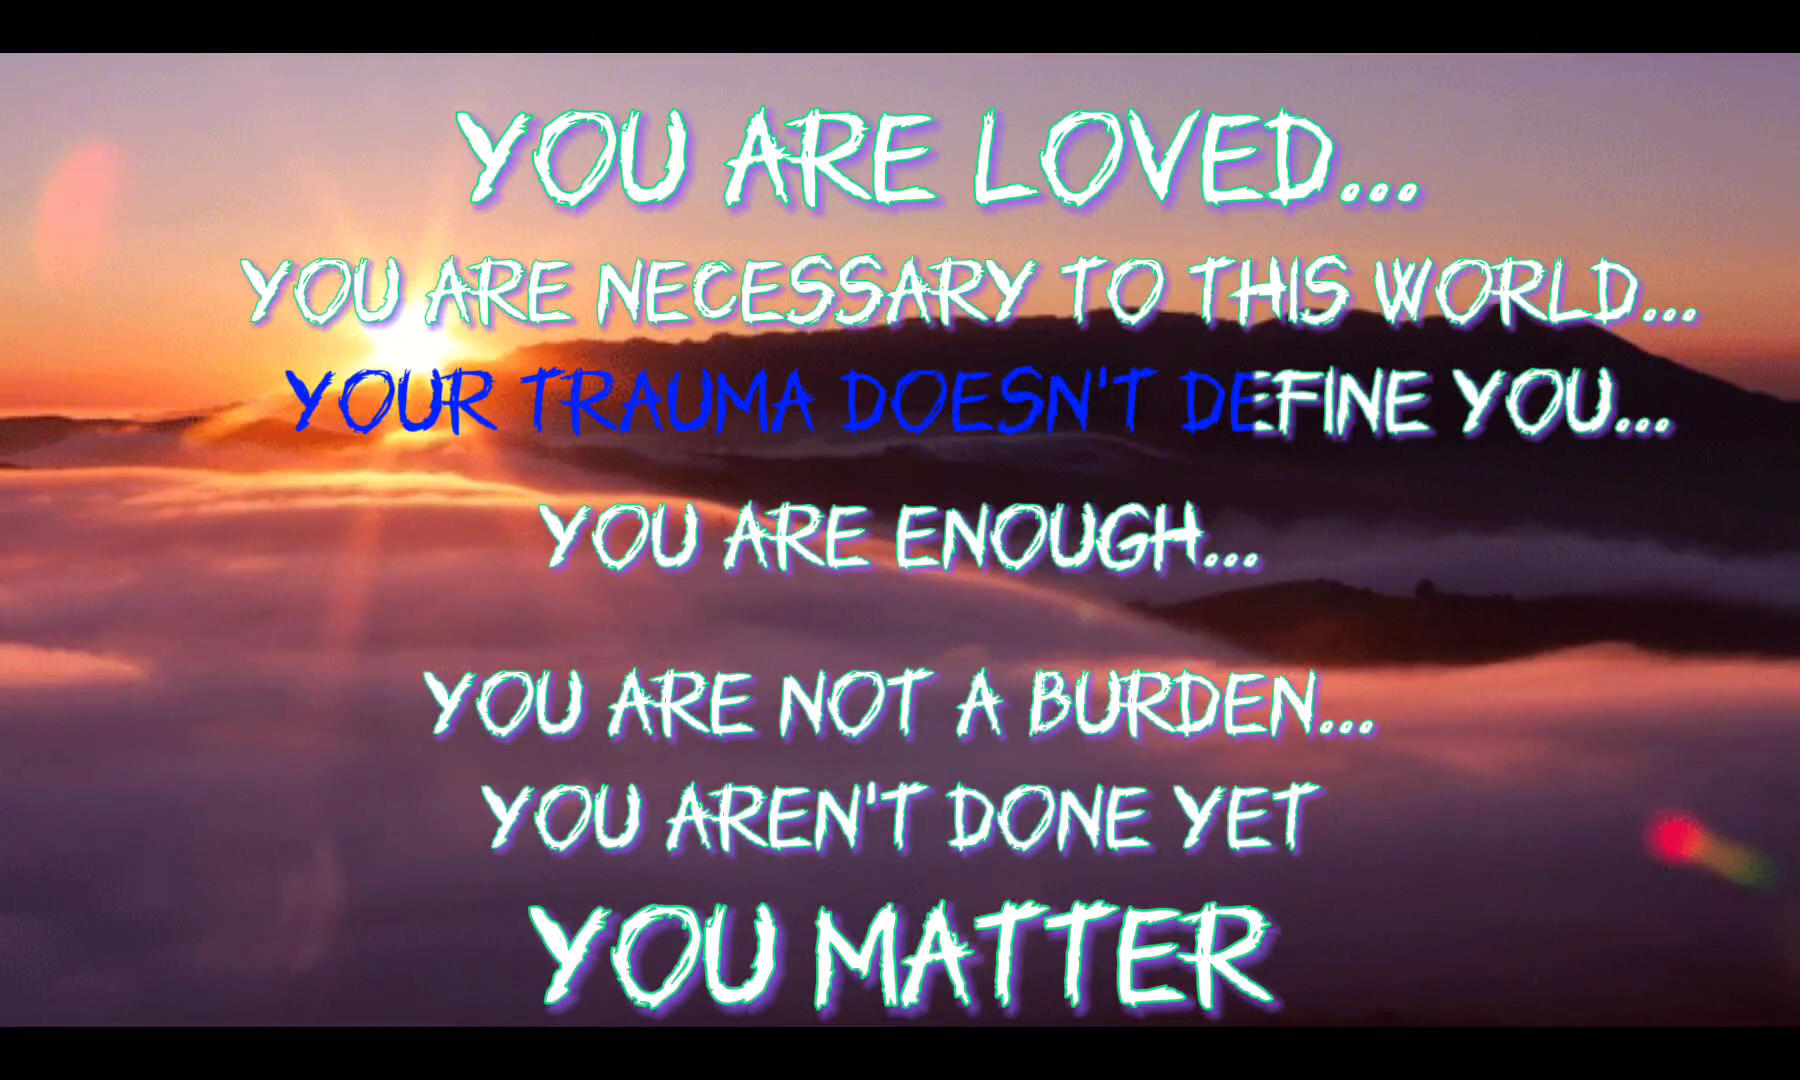 YOU ARE LOVED...
YOU ARE NECESSARY TO THIS WORLD...
YOUR TRAUMA DOESN'T DEFINE YOU...
YOU ARE ENOUGH...
YOU ARE NOT A BURDEN...
YOU AREN'T DONE YET
YOU MATTER